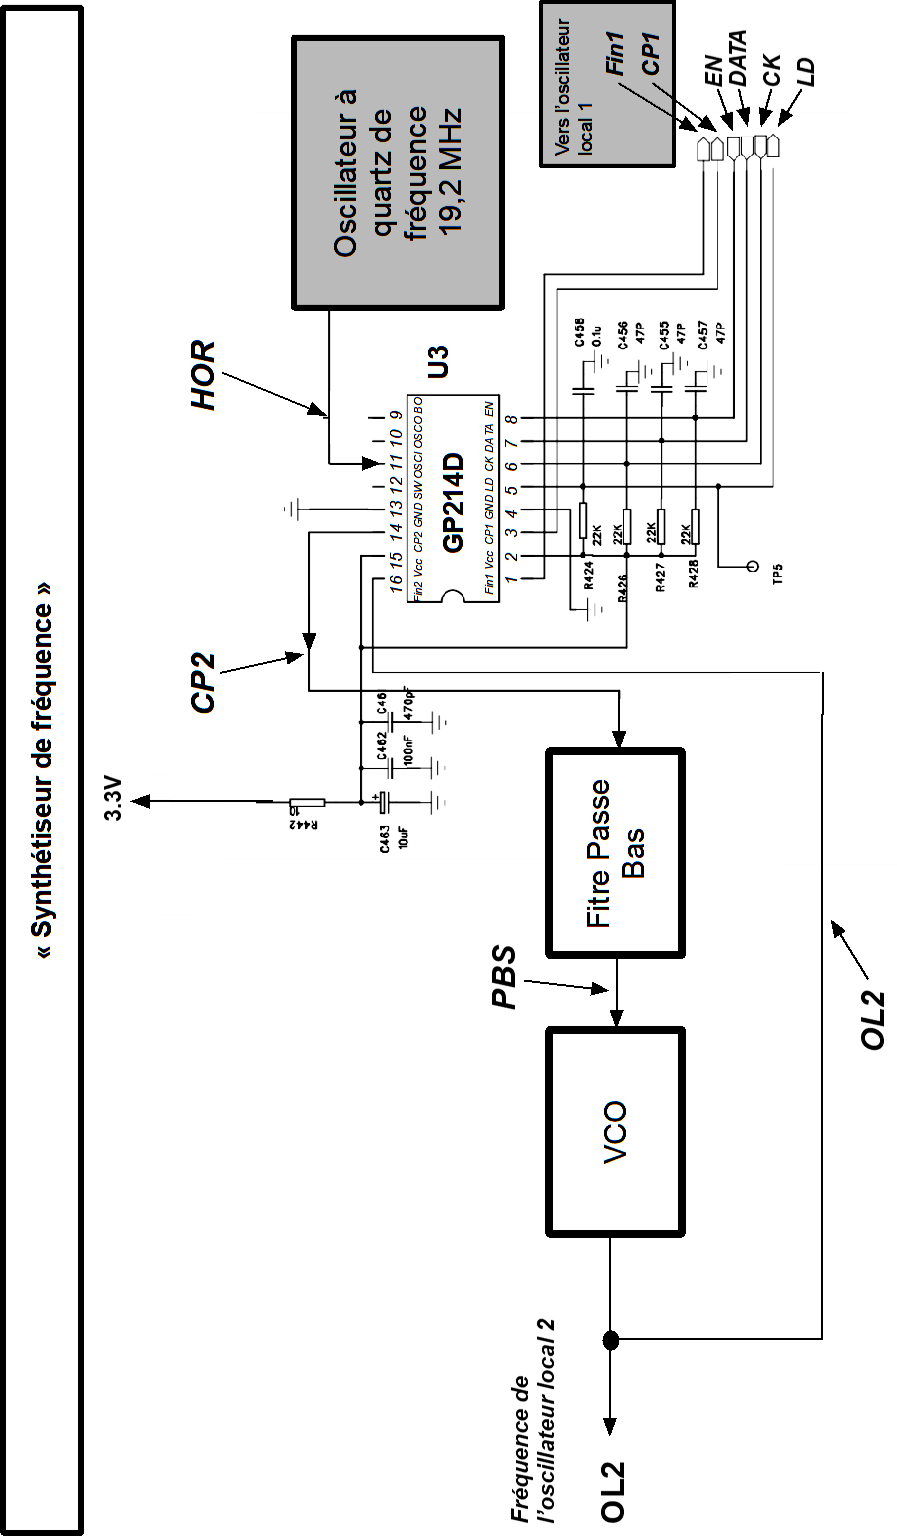 « Synthétiseur de fréquence »
3.3V
R442
10
C463
10uF
C462
100nF
C461
470pF
CP2
HOR
Oscillateur à
quartz de
fréquence
19,2 MHz
U3
GP214D
16 15 14 13 12 11 10 9
Fin2 Vcc CP2 GND SW OSCI OSCO BO
Fin1 Vcc CP1 GND LD CK DATA EN
1 2 3 4 5 6 7 8
Vers l'oscillateur
local 1
Fin1
CP1
EN
DATA
CK
LD
C458
0.1u
C456
47P
C455
47P
C457
47P
22K
R424
22K
R426
22K
R427
22K
R428
TP5
Fitre Passe
Bas
PBS
VCO
OL2
Fréquence de
l'oscillateur local 2
OL2